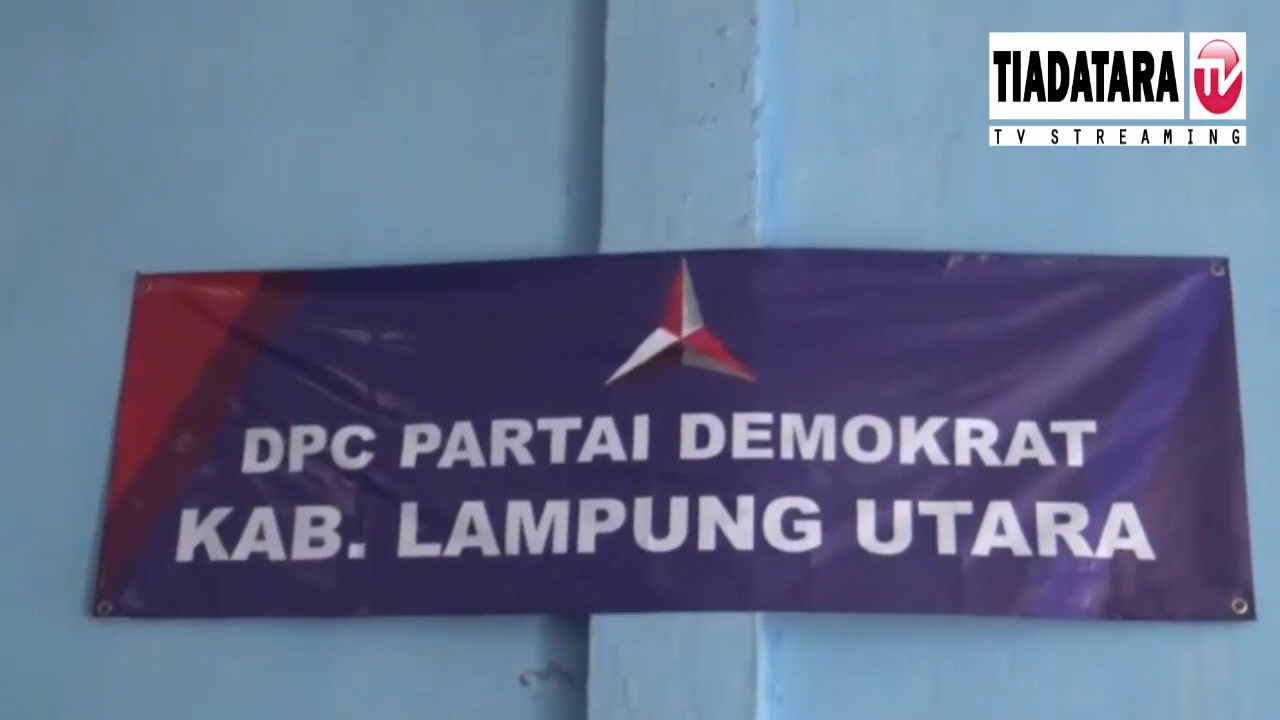 TIADATARA TV
TV STREAMING
DPC PARTAI DEMOKRAT
KAB. LAMPUNG UTARA